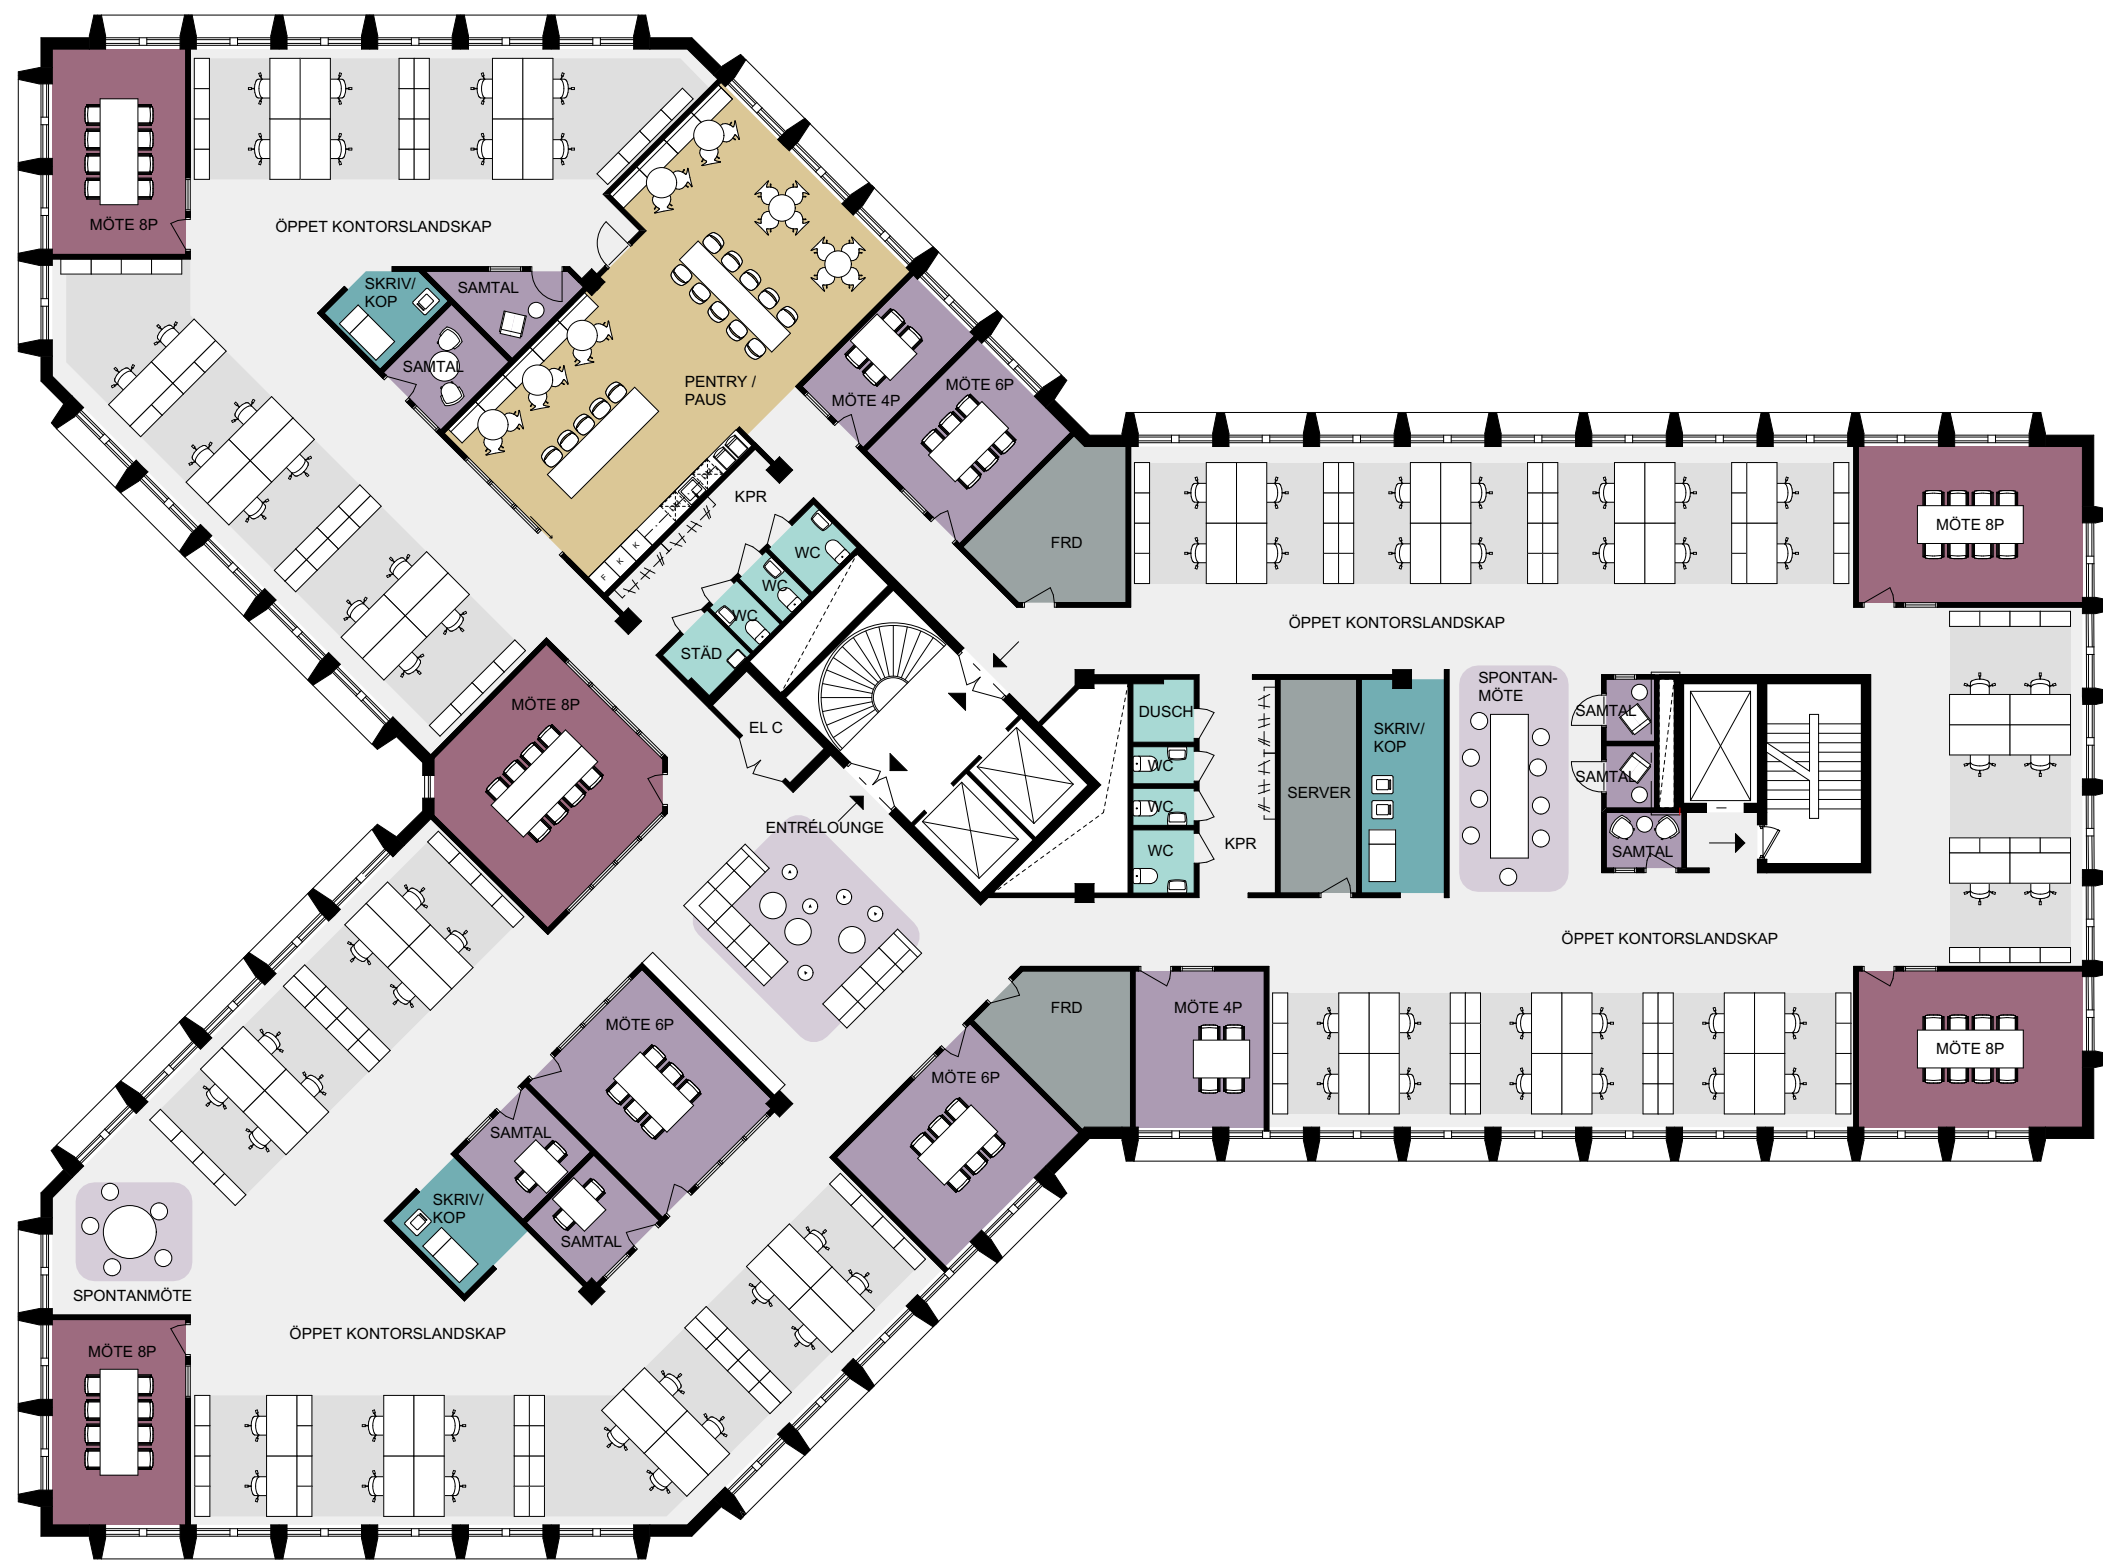 MÖTE 8P
ÖPPET KONTORSLANDSKAP
SKRIV/
KOP
SAMTAL
SAMTAL
PENTRY /
PAUS
MÖTE 4P
MÖTE 6P
KPR
FRD
WC
WC
WC
STÄD
F
K
K
DM
DM
EL C
MÖTE 8P
ENTRÉLOUNGE
ÖPPET KONTORSLANDSKAP
MÖTE 8P
DUSCH
WC
WC
WC
KPR
SERVER
SKRIV/
KOP
SPONTAN-
MÖTE
SAMTAL
SAMTAL
SAMTAL
ÖPPET KONTORSLANDSKAP
FRD
MÖTE 4P
MÖTE 8P
MÖTE 6P
MÖTE 6P
SAMTAL
SAMTAL
SKRIV/
KOP
SPONTANMÖTE
ÖPPET KONTORSLANDSKAP
MÖTE 8P